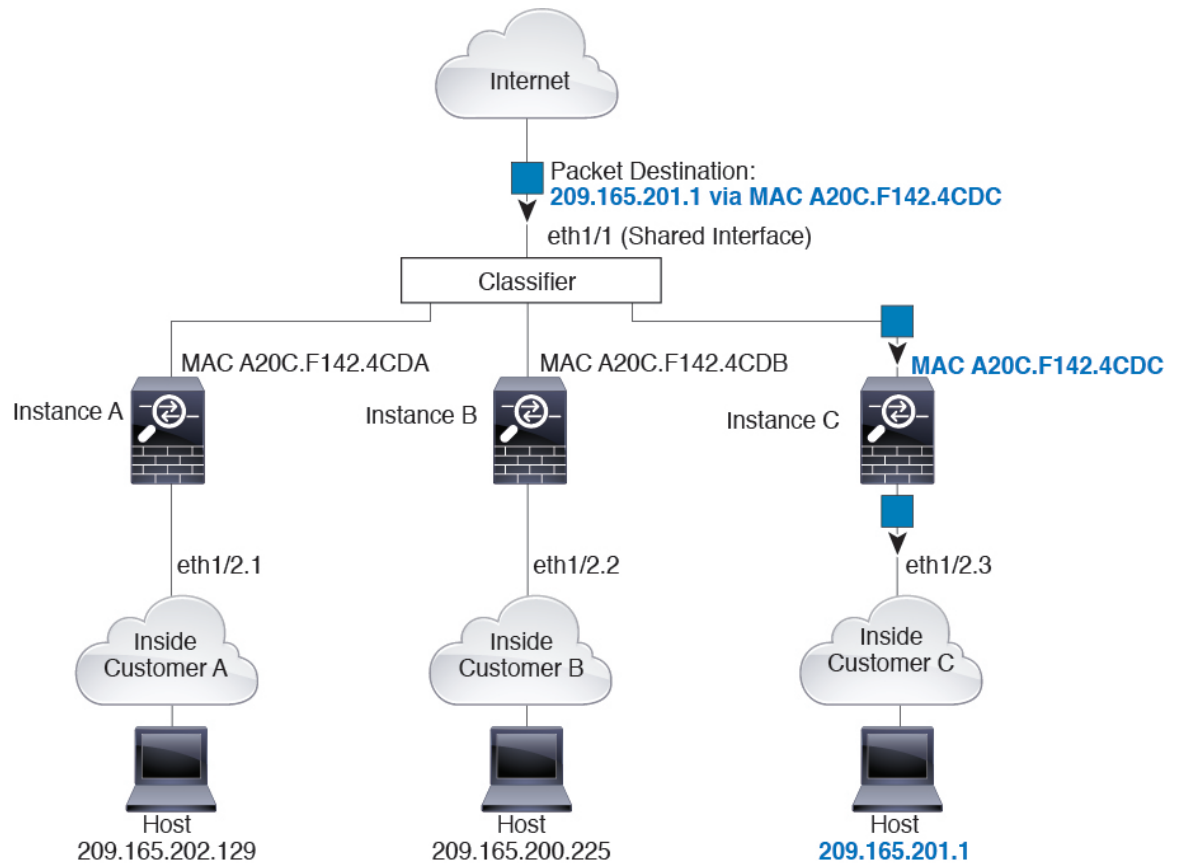 Internet
Packet Destination:
209.165.201.1 via MAC A20C.F142.4CDC
eth1/1 (Shared Interface)
Classifier
MAC A20C.F142.4CDA
MAC A20C.F142.4CDB
MAC A20C.F142.4CDC
Instance A
Instance B
Instance C
eth1/2.1
eth1/2.2
eth1/2.3
Inside
Customer A
Inside
Customer B
Inside
Customer C
Host
209.165.202.129
Host
209.165.200.225
Host
209.165.201.1